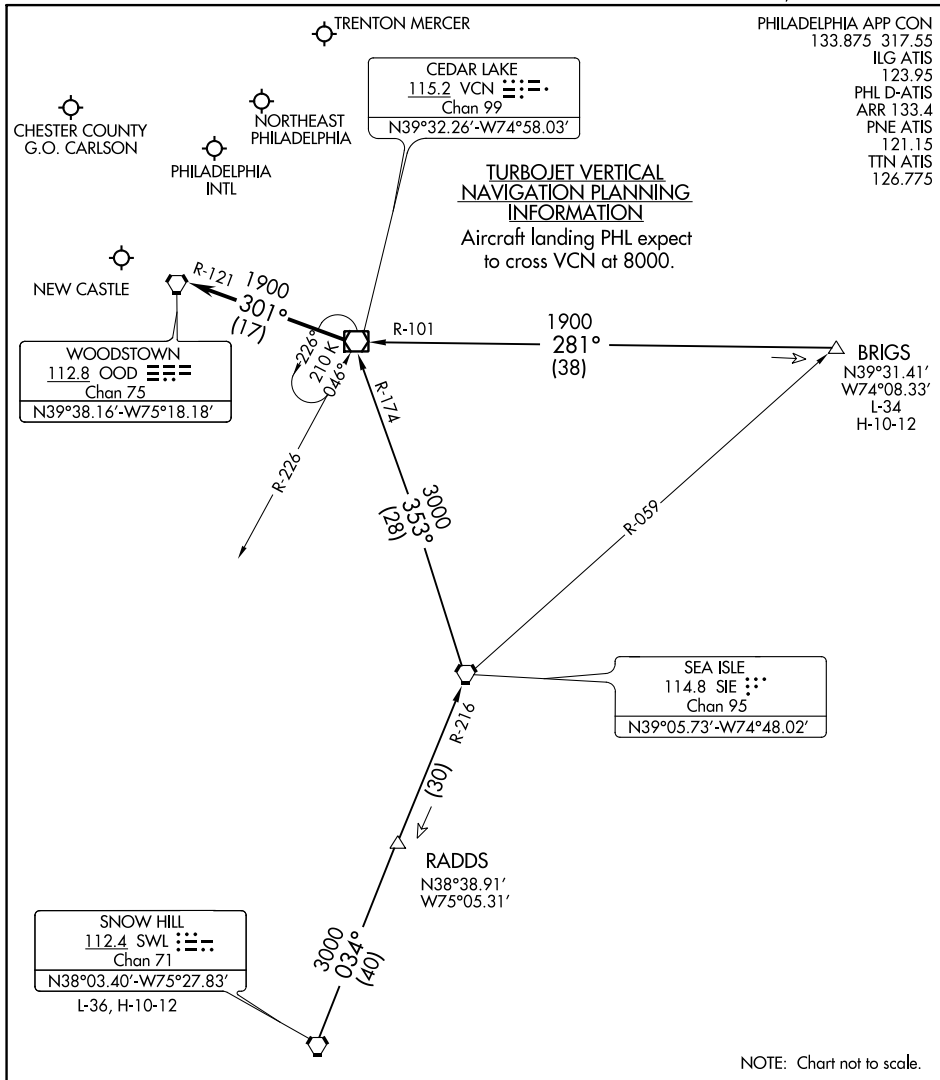 TRENTON MERCER
PHILADELPHIA APP CON
133.875 317.55
ILG ATIS
123.95
PHL D-ATIS
ARR 133.4
PNE ATIS
121.15
TTN ATIS
126.775
CEDAR LAKE
115.2 VCN
Chan 99
N39°32.26′-W74°58.03′
CHESTER COUNTY
G.O. CARLSON
NORTHEAST
PHILADELPHIA
PHILADELPHIA
INTL
TURBOJET VERTICAL
NAVIGATION PLANNING
INFORMATION
Aircraft landing PHL expect
to cross VCN at 8000.
NEW CASTLE
R-121
1900
301°
(17)
WOODSTOWN
112.8 OOD
Chan 75
N39°38.16′-W75°18.18′
226°
210 K
046°
R-226
R-101
1900
281°
(38)
BRIGS
N39°31.41′
W74°08.33′
L-34
H-10-12
R-174
3000
353°
(28)
R-059
SEA ISLE
114.8 SIE
Chan 95
N39°05.73′-W74°48.02′
R-216
(30)
RADDS
N38°38.91′
W75°05.31′
SNOW HILL
112.4 SWL
Chan 71
N38°03.40′-W75°27.83′
L-36, H-10-12
3000
034°
(40)
NOTE: Chart not to scale.